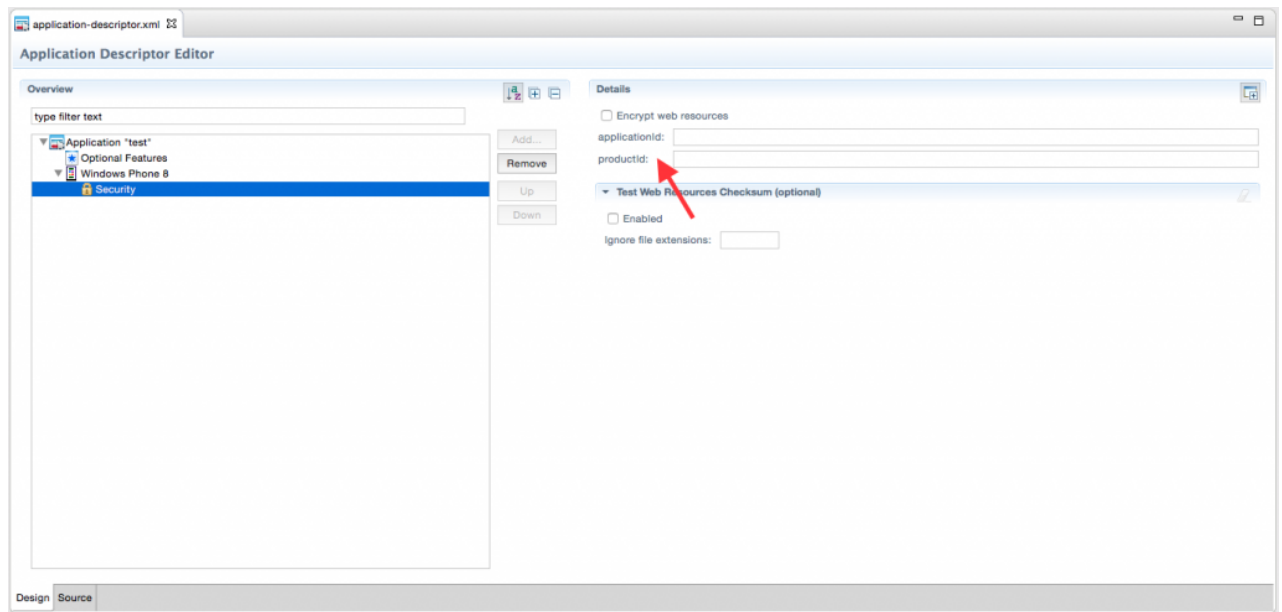 application-descriptor.xml
Application Descriptor Editor
Overview
type filter text
Application "test"
Optional Features
Windows Phone 8
Security
Add...
Remove
Up
Down
Details
Encrypt web resources
applicationId:
productId:
Test Web Resources Checksum (optional)
Enabled
Ignore file extensions:
Design Source